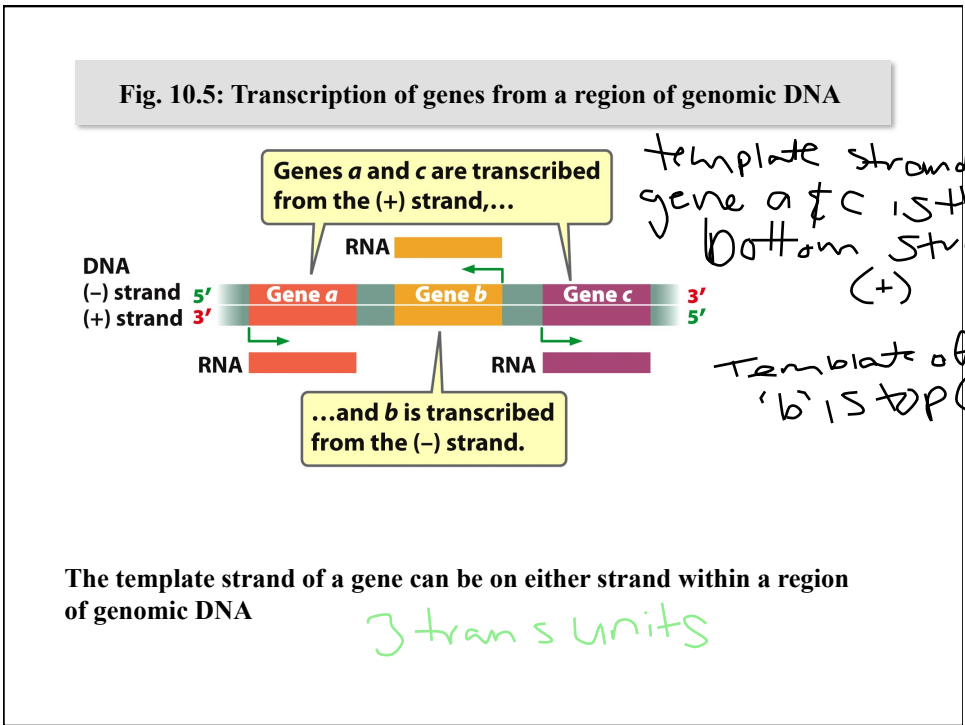 Fig. 10.5: Transcription of genes from a region of genomic DNA
Genes a and c are transcribed
from the (+) strand,...
template
gene a & c is
bottom
(+)
RNA
DNA
(–) strand 5′ Gene a Gene b Gene c 3′
(+) strand 3′ 5′
RNA
RNA
Templat of
'b' is top
...and b is transcribed
from the (–) strand.
The template strand of a gene can be on either strand within a region
of genomic DNA
3 trans units